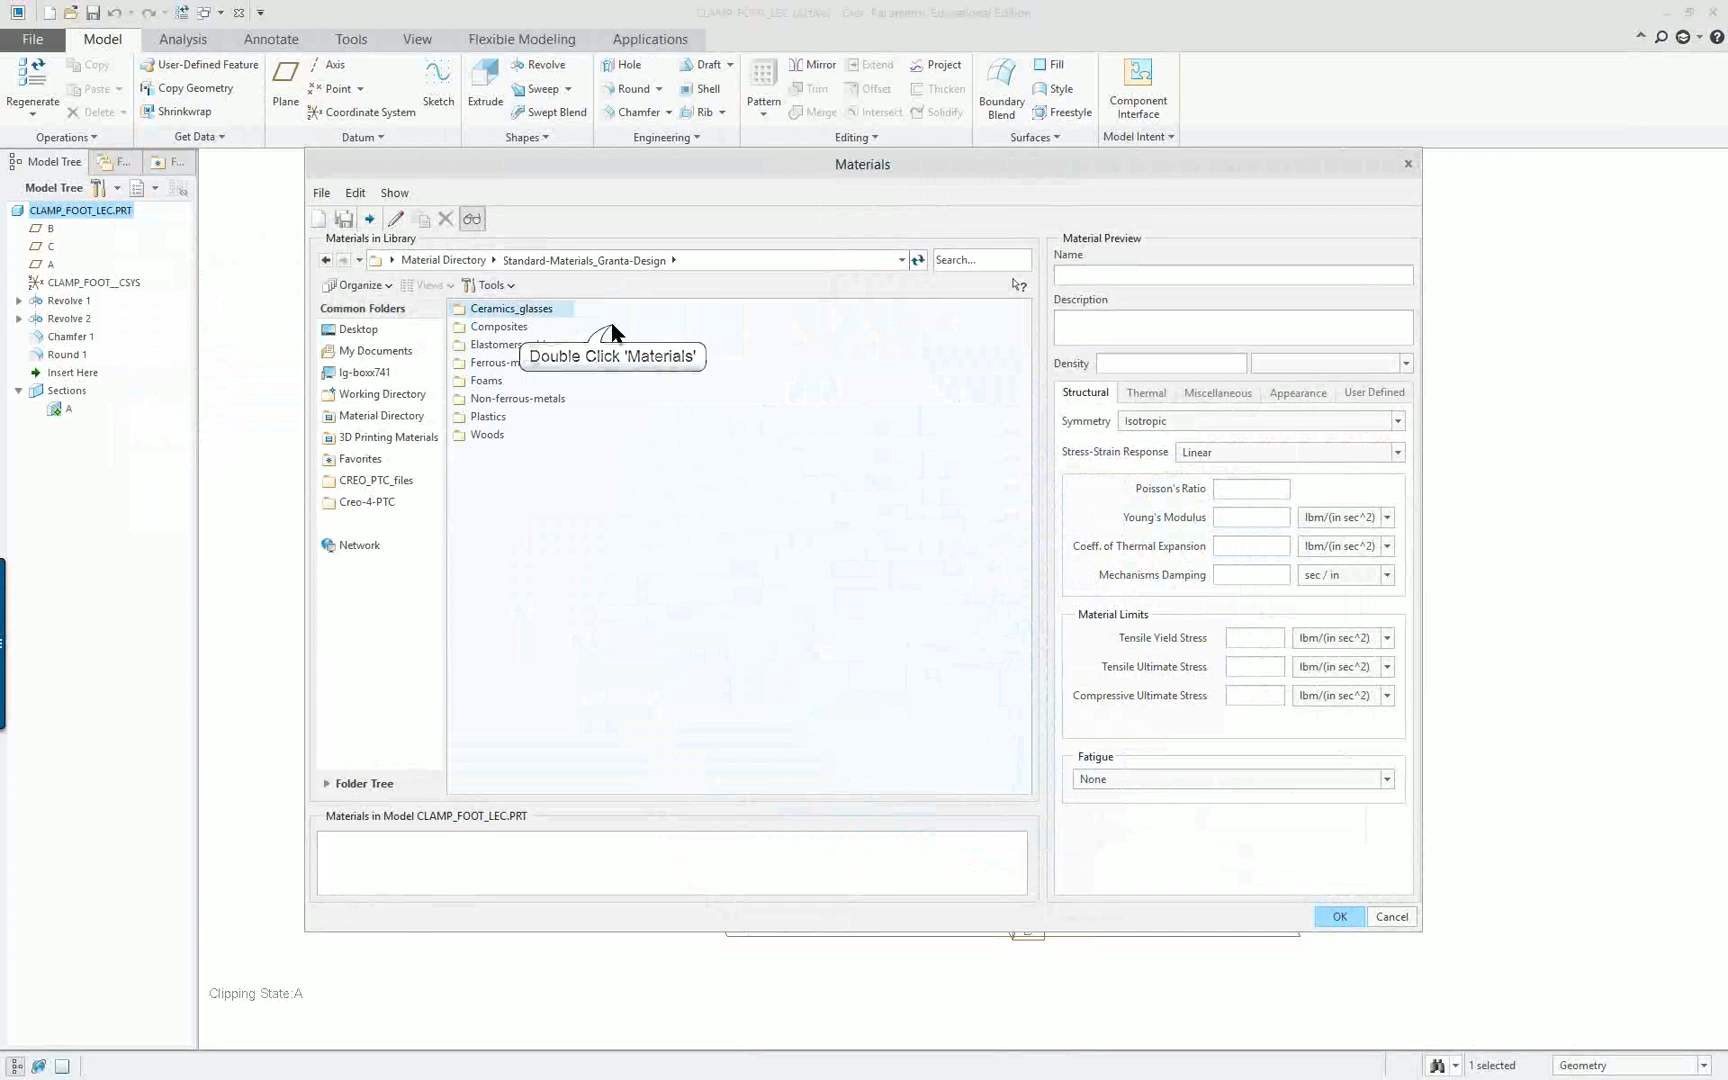 File
Model
Analysis
Annotate
Tools
View
Flexible Modeling
Applications
Regenerate
Copy
Paste
Delete
Operations
User-Defined Feature
Copy Geometry
Shrinkwrap
Get Data
Plane
Axis
Point
Coordinate System
Sketch
Datum
Extrude
Revolve
Sweep
Swept Blend
Shapes
Hole
Round
Chamfer
Draft
Shell
Rib
Engineering
Pattern
Mirror
Turn
Merge
Extend
Offset
Intersect
Project
Thicken
Solidify
Editing
Boundary
Blend
Fill
Style
Freestyle
Surfaces
Component
Interface
Model Intent
Model Tree
F...
F...
Model Tree
CLAMP_FOOT_LEC.PRT
B
C
A
CLAMP_FOOT__CSYS
Revolve 1
Revolve 2
Chamfer 1
Round 1
Insert Here
Sections
A
Materials
File Edit Show
Materials in Library
Material Directory
Standard-Materials_Granta-Design
Search...
Organize
Views
Tools
Common Folders
Desktop
My Documents
lg-boxx741
Working Directory
Material Directory
3D Printing Materials
Favorites
CREO_PTC_files
Creo-4-PTC
Network
Folder Tree
Ceramics_glasses
Composites
Elastomers
Ferrous-m
Foams
Non-ferrous-metals
Plastics
Woods
Double Click 'Materials'
Materials in Model CLAMP_FOOT_LEC.PRT
Material Preview
Name
Description
Density
Structural
Thermal
Miscellaneous
Appearance
User Defined
Symmetry
Isotropic
Stress-Strain Response
Linear
Poisson's Ratio
Young's Modulus
lbm/(in sec^2)
Coeff. of Thermal Expansion
lbm/(in sec^2)
Mechanisms Damping
sec / in
Material Limits
Tensile Yield Stress
lbm/(in sec^2)
Tensile Ultimate Stress
lbm/(in sec^2)
Compressive Ultimate Stress
lbm/(in sec^2)
Fatigue
None
OK
Cancel
Clipping State:A
1 selected
Geometry